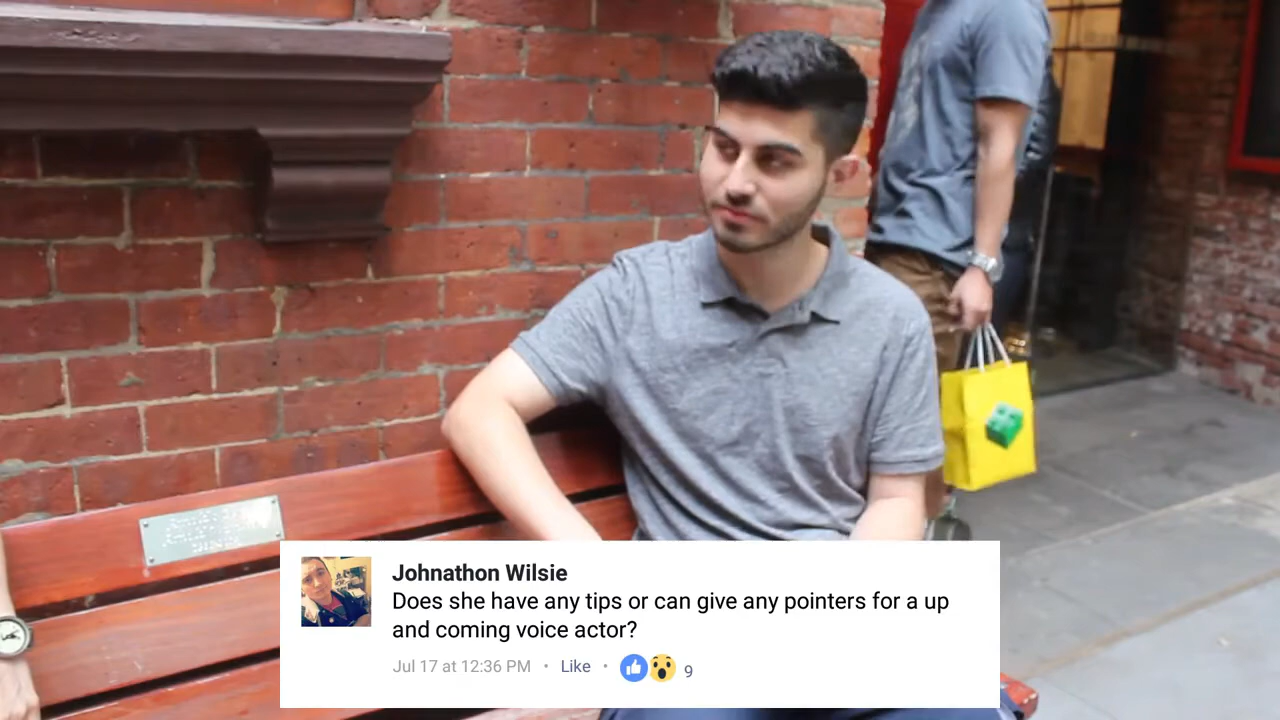 Johnathon Wilsie
Does she have any tips or can give any pointers for a up
and coming voice actor?
Jul 17 at 12:36 PM • Like • 9